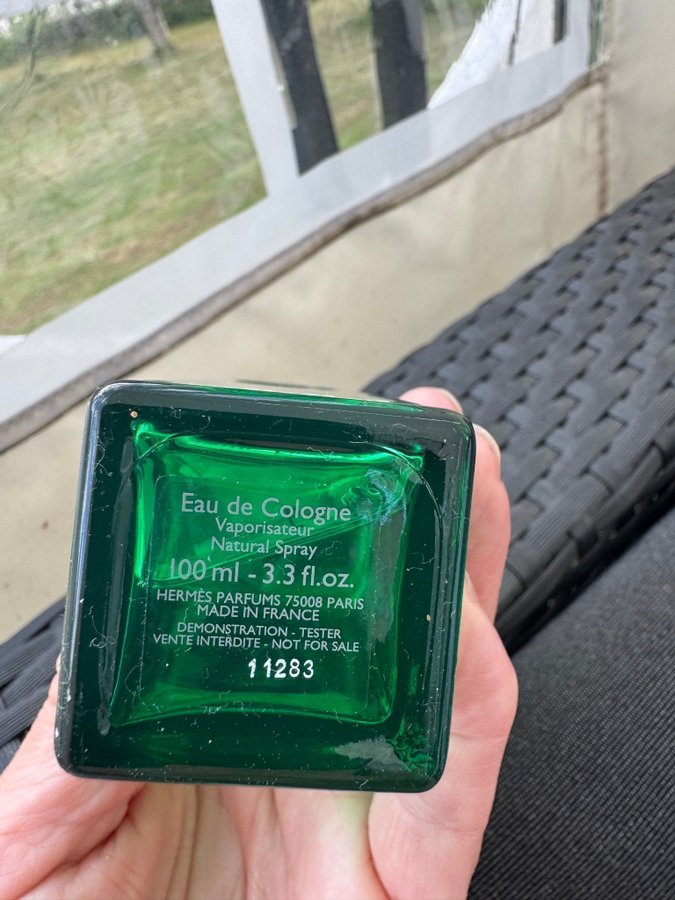 Eau de Cologne
Vaporisateur
Natural Spray
100 ml - 3.3 fl.oz.
HERMÈS PARFUMS 75008 PARIS
MADE IN FRANCE
DEMONSTRATION - TESTER
VENTE INTERDITE - NOT FOR SALE
11283